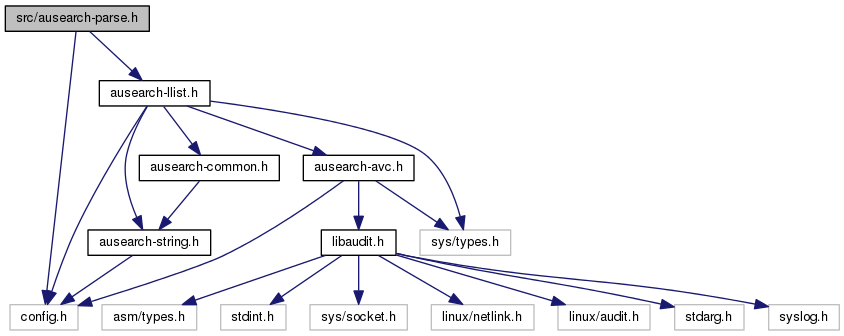 src/ausearch-parse.h
ausearch-llist.h
ausearch-common.h
ausearch-avc.h
ausearch-string.h
libaudit.h
sys/types.h
config.h
asm/types.h
stdint.h
sys/socket.h
linux/netlink.h
linux/audit.h
stdarg.h
syslog.h